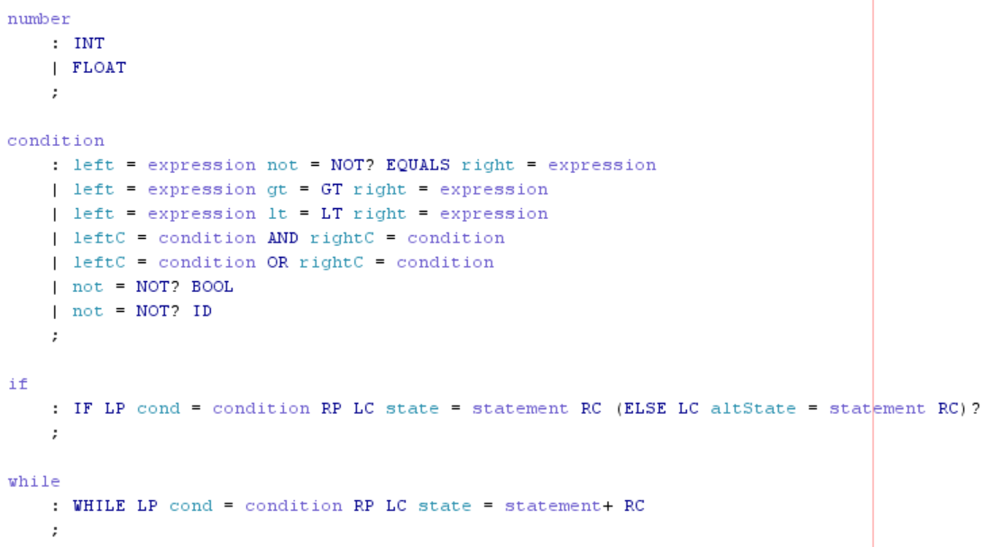 number
    : INT
    | FLOAT
    ;

condition
    : left = expression not = NOT? EQUALS right = expression
    | left = expression gt = GT right = expression
    | left = expression lt = LT right = expression
    | leftC = condition AND rightC = condition
    | leftC = condition OR rightC = condition
    | not = NOT? BOOL
    | not = NOT? ID
    ;

if
    : IF LP cond = condition RP LC state = statement RC (ELSE LC altState = statement RC)?
    ;

while
    : WHILE LP cond = condition RP LC state = statement+ RC
    ;